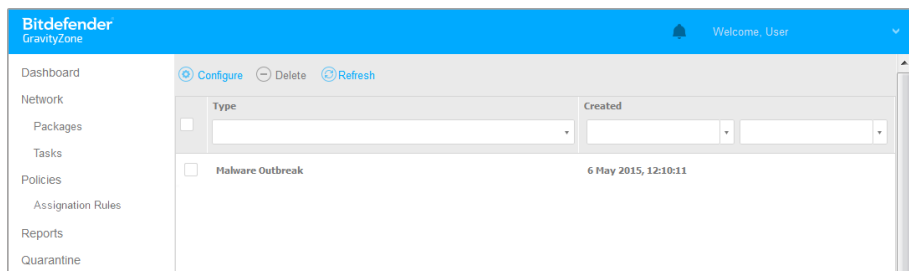 Bitdefender
GravityZone
Welcome, User
Dashboard
Network
Packages
Tasks
Policies
Assignation Rules
Reports
Quarantine
Configure Delete Refresh
Type Created
Malware Outbreak 6 May 2015, 12:10:11